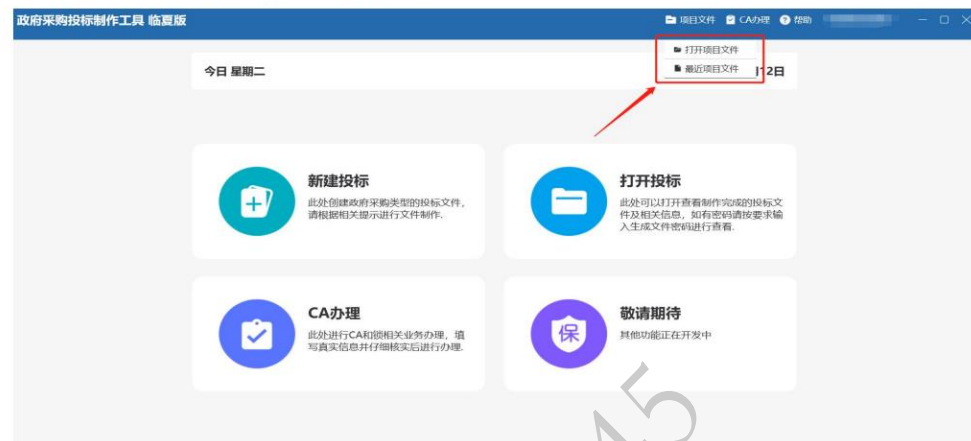 政府采购投标制作工具 临夏版
项目文件 CA办理 帮助
打开项目文件
最近项目文件
今日 星期二
12日
新建投标
此处创建政府采购类型的投标文件，
请根据相关提示进行文件制作.
打开投标
此处可以打开查看制作完成的投标文
件及相关信息，如有密码请按要求输
入生成文件密码进行查看.
CA办理
此处进行CA和锁相关业务办理，填
写真实信息并仔细核实后进行办理.
保
敬请期待
其他功能正在开发中
45